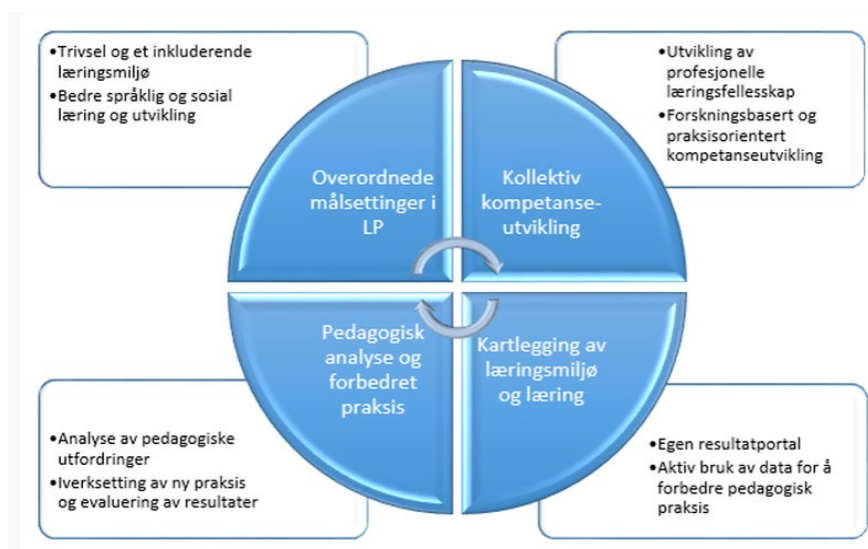 •Trivsel og et inkluderende
læringsmiljø
•Bedre språklig og sosial
læring og utvikling
•Utvikling av
profesjonelle
læringsfellesskap
•Forskningsbasert og
praksisorientert
kompetanseutvikling
Overordnede
målsettinger i
LP
Kollektiv
kompetanse-
utvikling
Pedagogisk
analyse og
forbedret
praksis
Kartlegging av
læringsmiljø
og læring
•Analyse av pedagogiske
utfordringer
•Iverksetting av ny praksis
og evaluering av resultater
•Egen resultatportal
•Aktiv bruk av data for å
forbedre pedagogisk
praksis